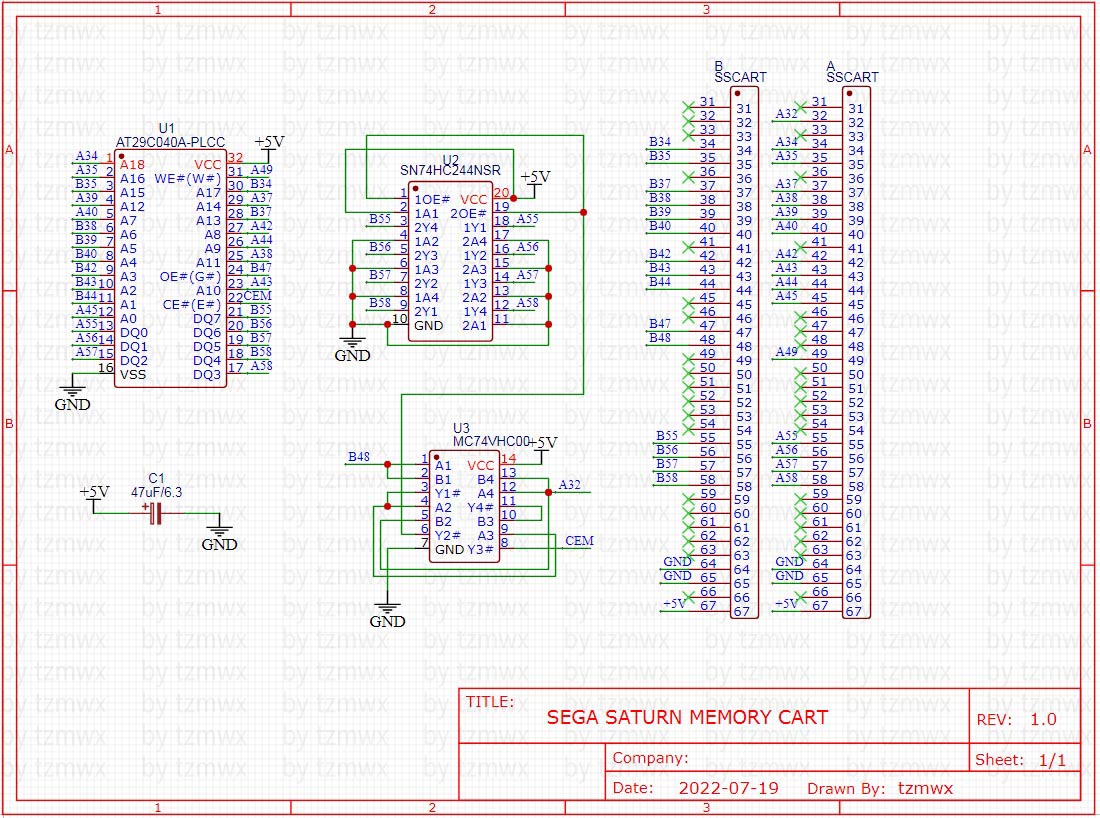 1 2 3
A
B
by tzmwx
U1
AT29C040A-PLCC
+5V
A34 1 A18 VCC 32
A35 2 A16 WE#(W#) 31 A49
B35 3 A15 A17 30 B34
A39 4 A12 A14 29 A37
A40 5 A7 A13 28 B37
B38 6 A6 A8 27 A42
B39 7 A5 A9 26 A44
B40 8 A4 A11 25 A38
B42 9 A3 OE#(G#) 24 B47
B43 10 A2 A10 23 A43
B44 11 A1 CE#(E#) 22 CEM
A45 12 A0 DQ7 21 B55
A55 13 DQ0 DQ6 20 B56
A56 14 DQ1 DQ5 19 B57
A57 15 DQ2 DQ4 18 B58
16 VSS DQ3 17 A58
GND
C1
47uF/6.3
+5V
+
GND
U2
SN74HC244NSR
+5V
1 1OE# VCC 20
2 1A1 2OE# 19
B55 3 2Y4 1Y1 18 A55
4 1A2 2A4 17
B56 5 2Y3 1Y2 16 A56
6 1A3 2A3 15
B57 7 2Y2 1Y3 14 A57
8 1A4 2A2 13
B58 9 2Y1 1Y4 12 A58
10 GND 2A1 11
GND
U3
MC74VHC00
+5V
B48 1 A1 VCC 14
2 B1 B4 13
3 Y1# A4 12 A32
4 A2 Y4# 11
5 B2 B3 10
6 Y2# A3 9
7 GND Y3# 8 CEM
GND
B
SSCART
31 31
32 32
33 33
B34 34 34
B35 35 35
36 36
B37 37 37
B38 38 38
B39 39 39
B40 40 40
41 41
B42 42 42
B43 43 43
B44 44 44
45 45
46 46
B47 47 47
B48 48 48
49 49
50 50
51 51
52 52
53 53
54 54
B55 55 55
B56 56 56
B57 57 57
B58 58 58
59 59
60 60
61 61
62 62
63 63
GND 64 64
GND 65 65
66 66
+5V 67 67
A
SSCART
31 31
A32 32 32
33 33
A34 34 34
A35 35 35
36 36
A37 37 37
A38 38 38
A39 39 39
A40 40 40
41 41
A42 42 42
A43 43 43
A44 44 44
A45 45 45
46 46
47 47
48 48
A49 49 49
50 50
51 51
52 52
53 53
54 54
A55 55 55
A56 56 56
A57 57 57
A58 58 58
59 59
60 60
61 61
62 62
63 63
GND 64 64
GND 65 65
66 66
+5V 67 67
A
B
TITLE:
SEGA SATURN MEMORY CART
REV: 1.0
Company:
Sheet: 1/1
Date: 2022-07-19 Drawn By: tzmwx
1 2 3